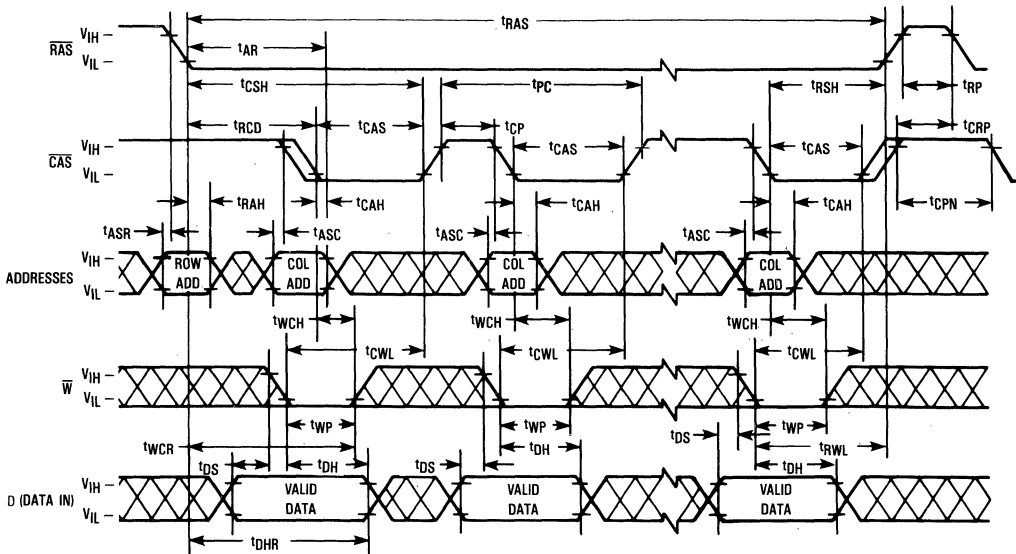 tRAS
VIH
RAS
VIL
tAR
tCSH
tPC
tRSH
tRP
tRCD
tCAS
tCP
tCRP
VIH
CAS
VIL
tCAS
tCAS
tRAH
tCAH
tCAH
tCAH
tCPN
tASR
tASC
tASC
tASC
ADDRESSES
VIH
VIL
ROW ADD
COL ADD
COL ADD
COL ADD
tWCH
tWCH
tWCH
tCWL
tCWL
tCWL
W
VIH
VIL
tWP
tWP
tWP
tWCR
tDS
tDH
tDS
tDH
tDS
tRWL
tDH
D (DATA IN)
VIH
VIL
VALID DATA
VALID DATA
VALID DATA
tDHR